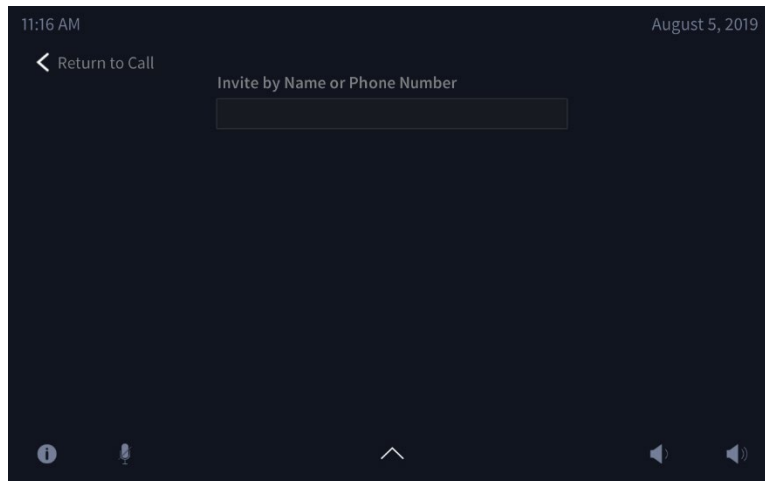 11:16 AM
August 5, 2019
Return to Call
Invite by Name or Phone Number